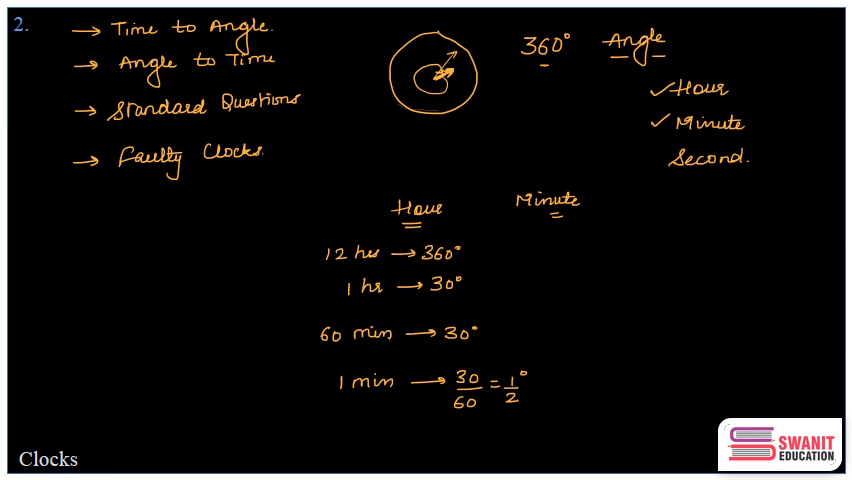 2.
→ Time to Angle.
→ Angle to Time
→ Standard Questions
→ Faulty Clocks.
360° Angle
✓ Hour
✓ Minute
Second.
Hour Minute
12 hrs → 360°
1 hr → 30°
60 min → 30°
1 min → 30/60 = 1/2°
Clocks
SWANIT
EDUCATION